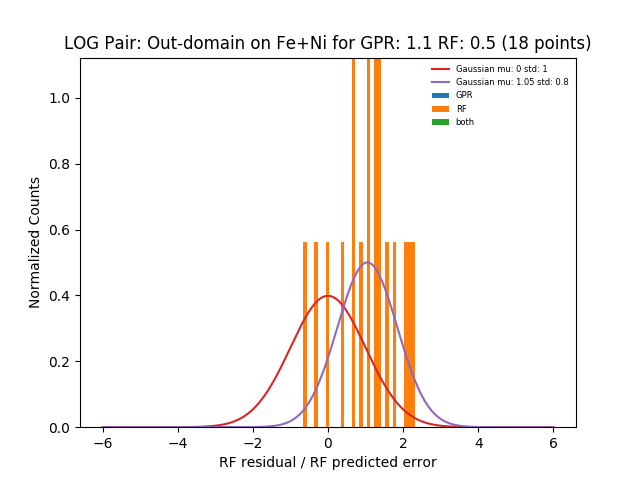 LOG Pair: Out-domain on Fe+Ni for GPR: 1.1 RF: 0.5 (18 points)
Gaussian mu: 0 std: 1
Gaussian mu: 1.05 std: 0.8
GPR
RF
both
Normalized Counts
1.0
0.8
0.6
0.4
0.2
0.0
−6 −4 −2 0 2 4 6
RF residual / RF predicted error